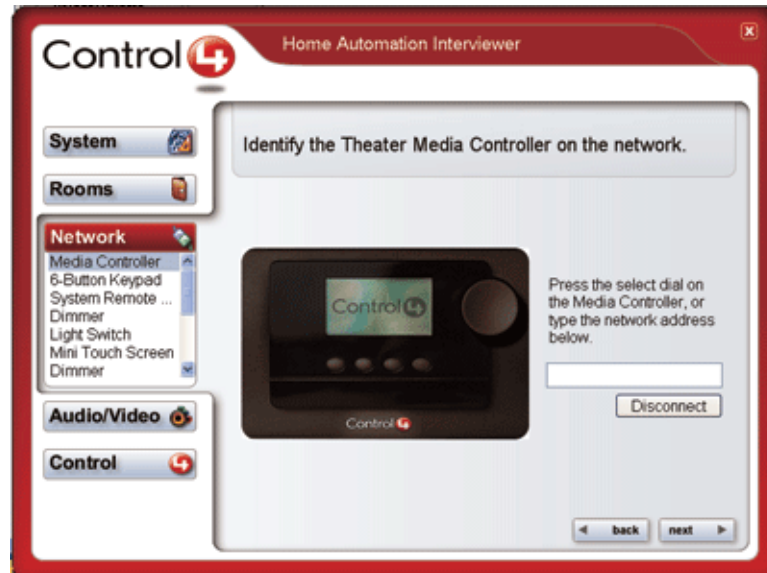 Control4
Home Automation Interviewer
x
System
Rooms
Network
Media Controller
6-Button Keypad
System Remote ...
Dimmer
Light Switch
Mini Touch Screen
Dimmer
Audio/Video
Control
Identify the Theater Media Controller on the network.
Control4
Control4
Press the select dial on
the Media Controller, or
type the network address
below.
Disconnect
back
next